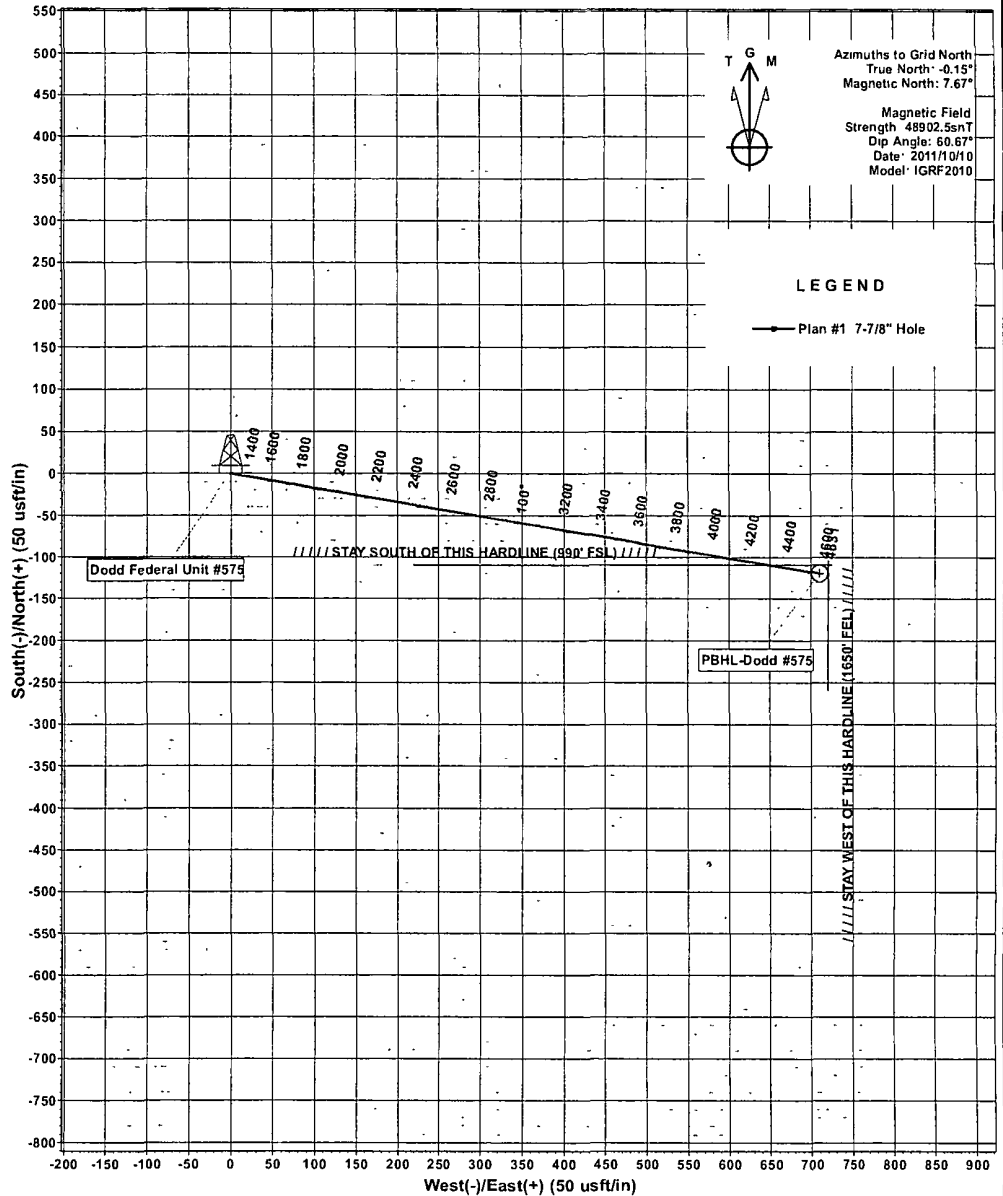 Azimuths to Grid North
True North: -0.15°
Magnetic North: 7.67°
Magnetic Field
Strength 48902.5snT
Dip Angle: 60.67°
Date: 2011/10/10
Model: IGRF2010
T G M
LEGEND
Plan #1 7-7/8" Hole
South(-)/North(+) (50 usft/in)
550
500
450
400
350
300
250
200
150
100
50
0
-50
-100
-150
-200
-250
-300
-350
-400
-450
-500
-550
-600
-650
-700
-750
-800
1400
1600
1800
2000
2200
2400
2600
2800
3200
3400
3600
3800
4000
4200
4400
4600
///// STAY SOUTH OF THIS HARDLINE (990' FSL) /////
Dodd Federal Unit #575
PBHL-Dodd #575
///// STAY WEST OF THIS HARDLINE (1650' FEL) /////
-200 -150 -100 -50 0 50 100 150 200 250 300 350 400 450 500 550 600 650 700 750 800 850 900
West(-)/East(+) (50 usft/in)